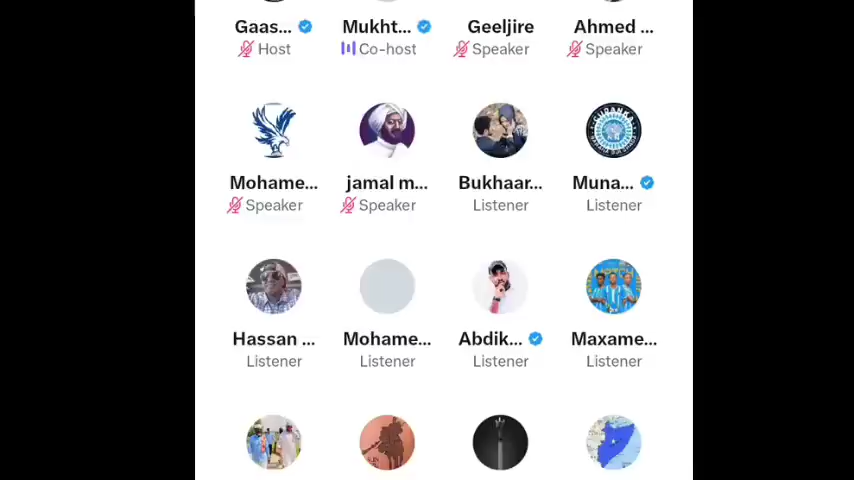 Gaas... Mukht... Geeljire Ahmed ...
Host Co-host Speaker Speaker
Mohame... jamal m... Bukhaar... Muna...
Speaker Speaker Listener Listener
Hassan ... Mohame... Abdik... Maxame...
Listener Listener Listener Listener